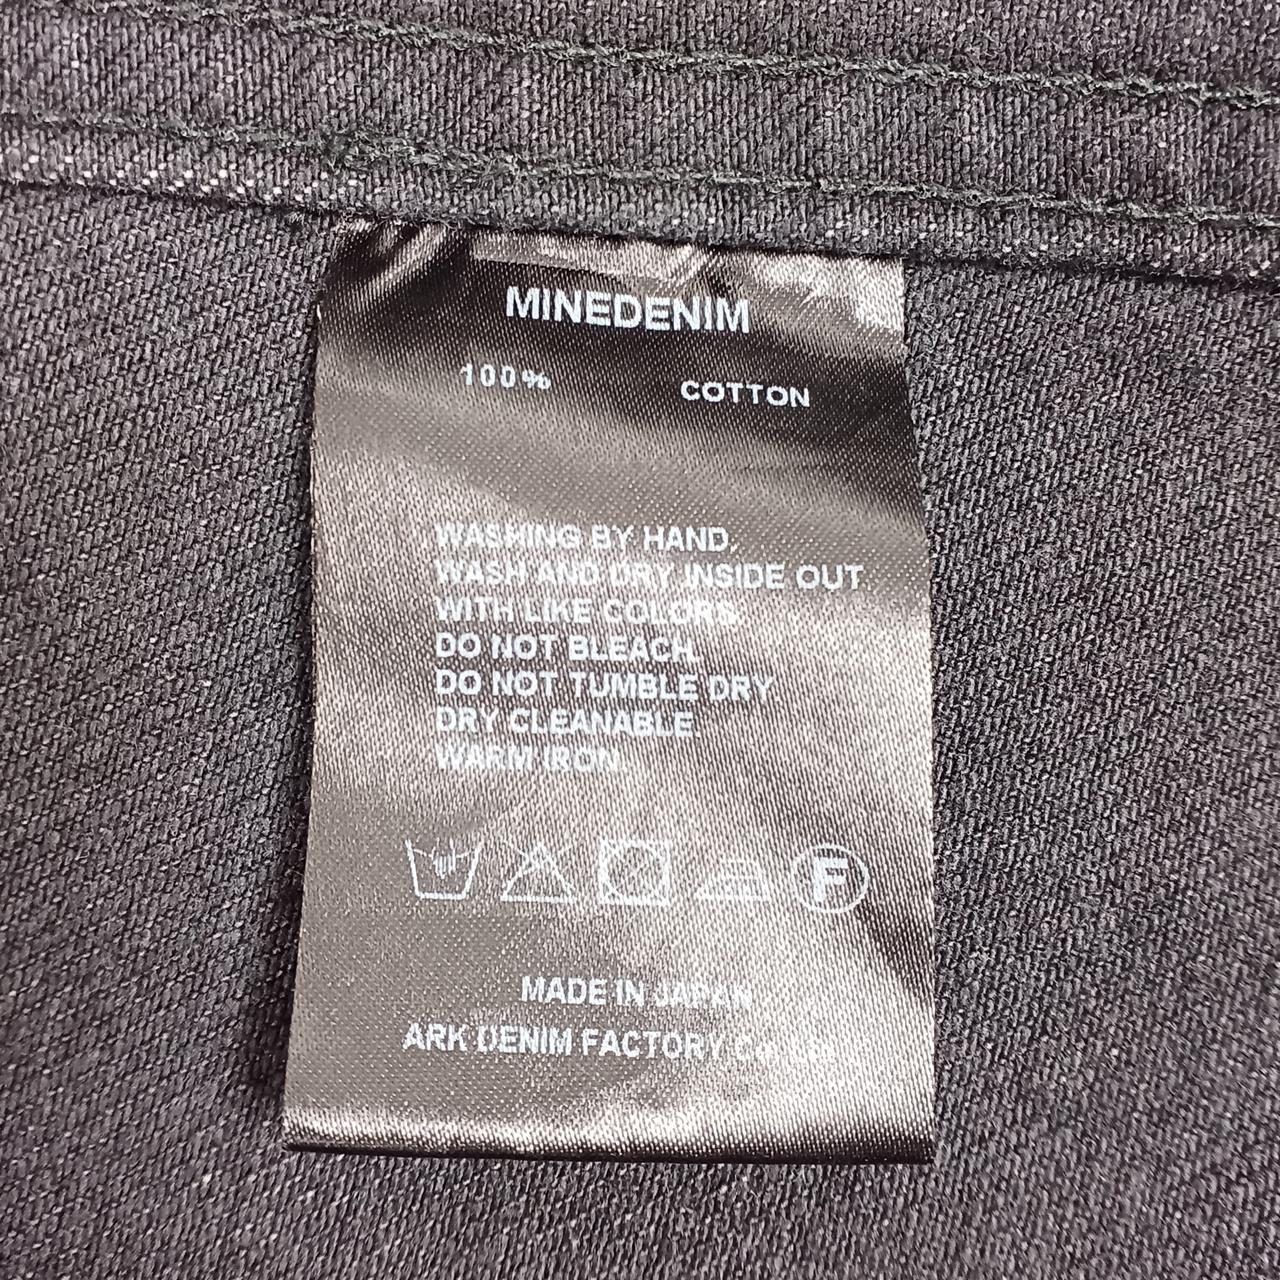 MINEDENIM
100% COTTON
WASHING BY HAND.
WASH AND DRY INSIDE OUT
WITH LIKE COLORS.
DO NOT BLEACH.
DO NOT TUMBLE DRY
DRY CLEANABLE
WARM IRON.
F
MADE IN JAPAN
ARK DENIM FACTORY